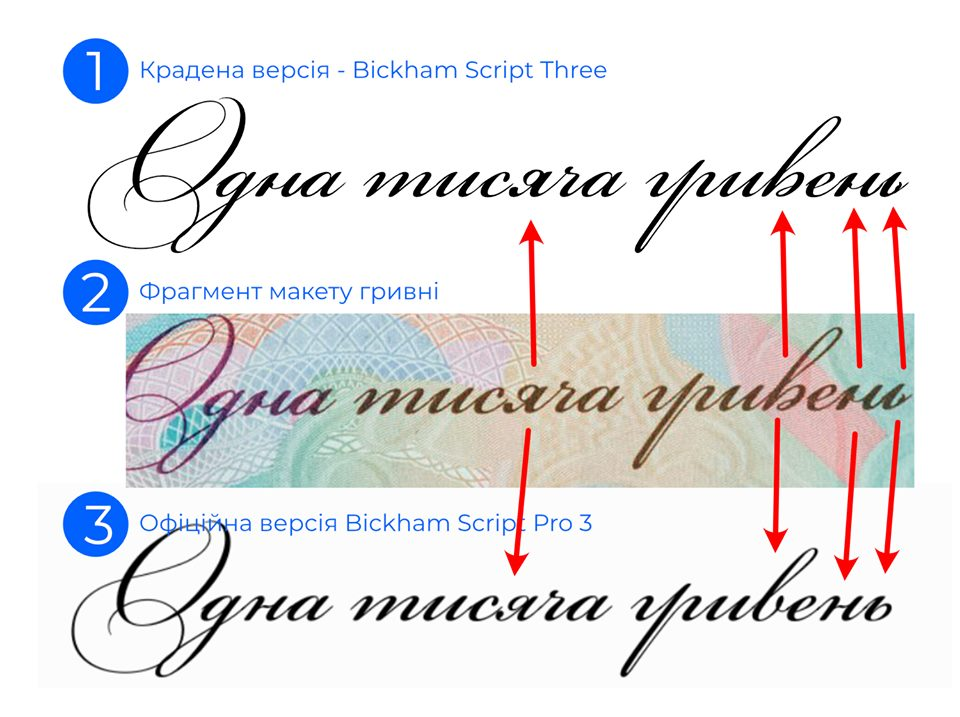 1 Крадена версія - Bickham Script Three
Одна тисяча гривень
2 Фрагмент макету гривні
Одна тисяча гривень
3 Офіційна версія Bickham Script Pro 3
Одна тисяча гривень